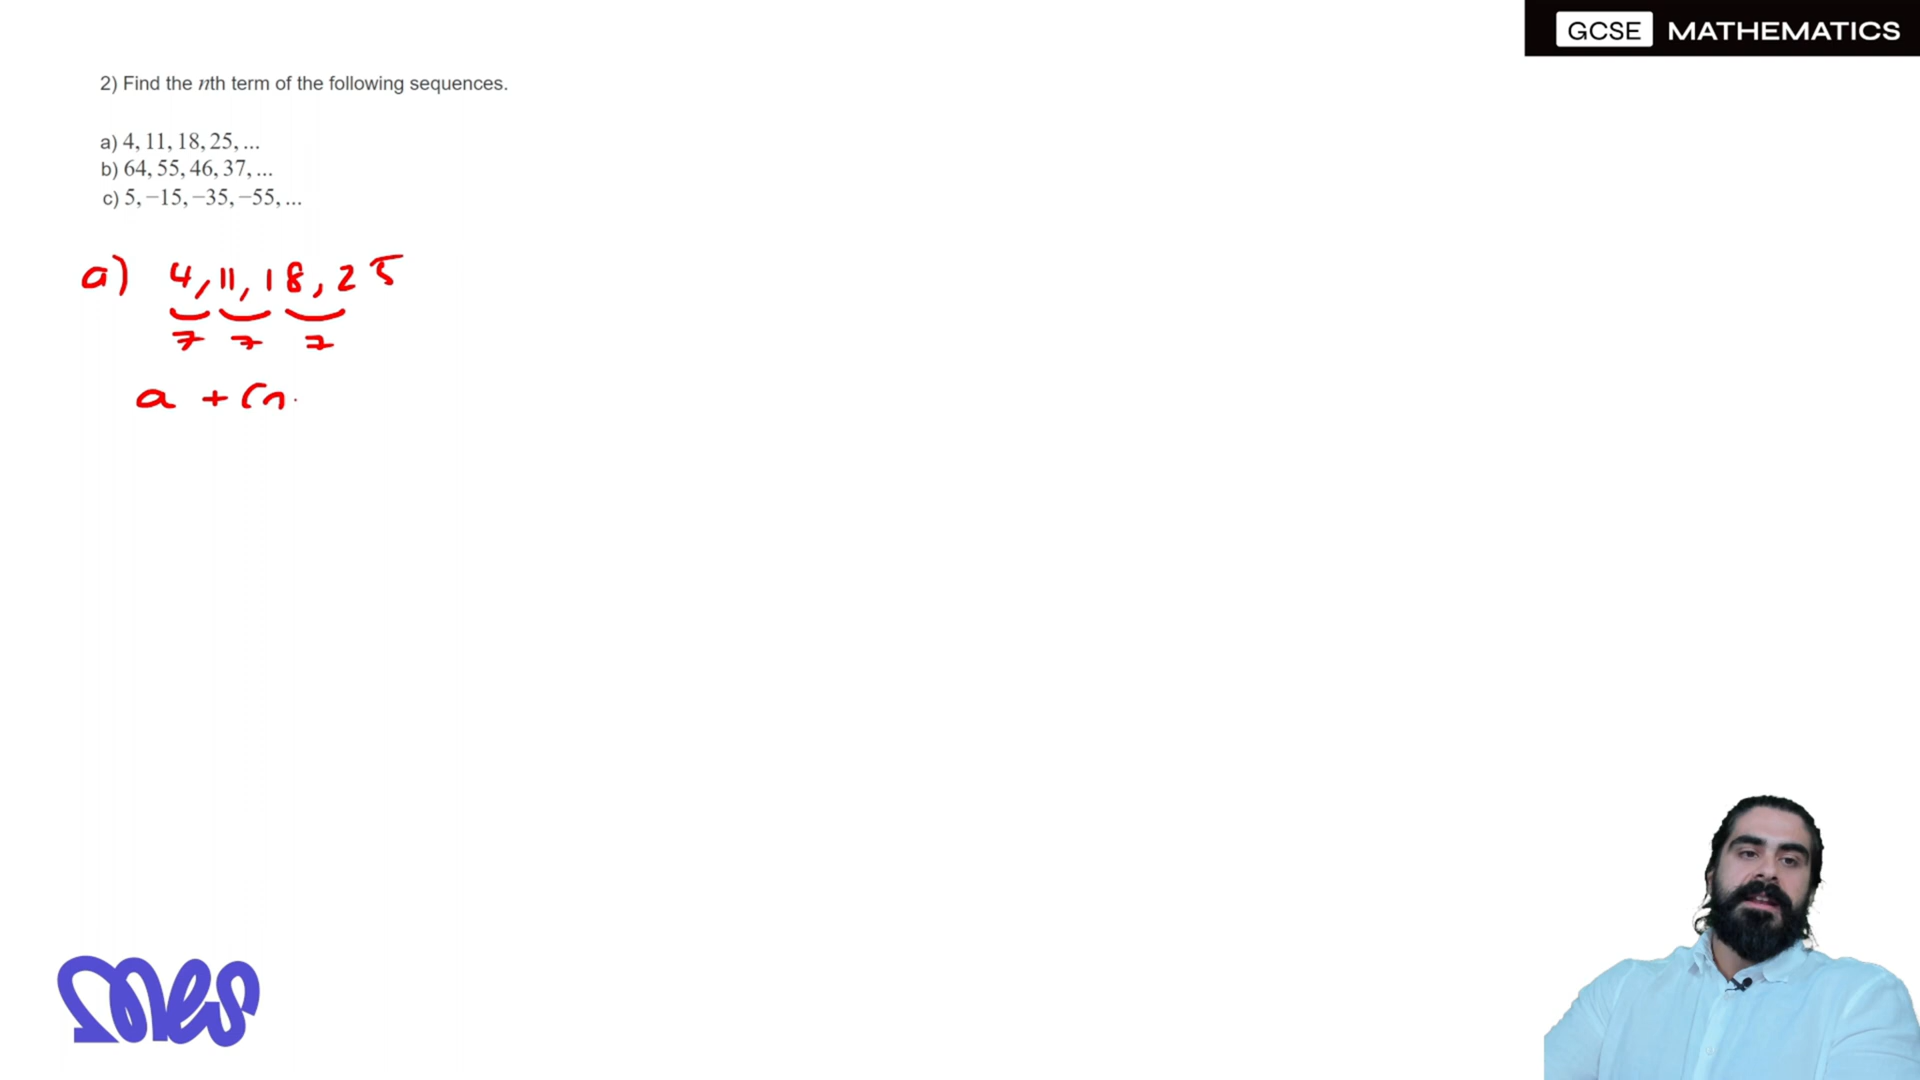 GCSE MATHEMATICS
2) Find the nth term of the following sequences.
a) 4, 11, 18, 25, ...
b) 64, 55, 46, 37, ...
c) 5, −15, −35, −55, ...
a) 4, 11, 18, 25
7 7 7
a + (n
mes